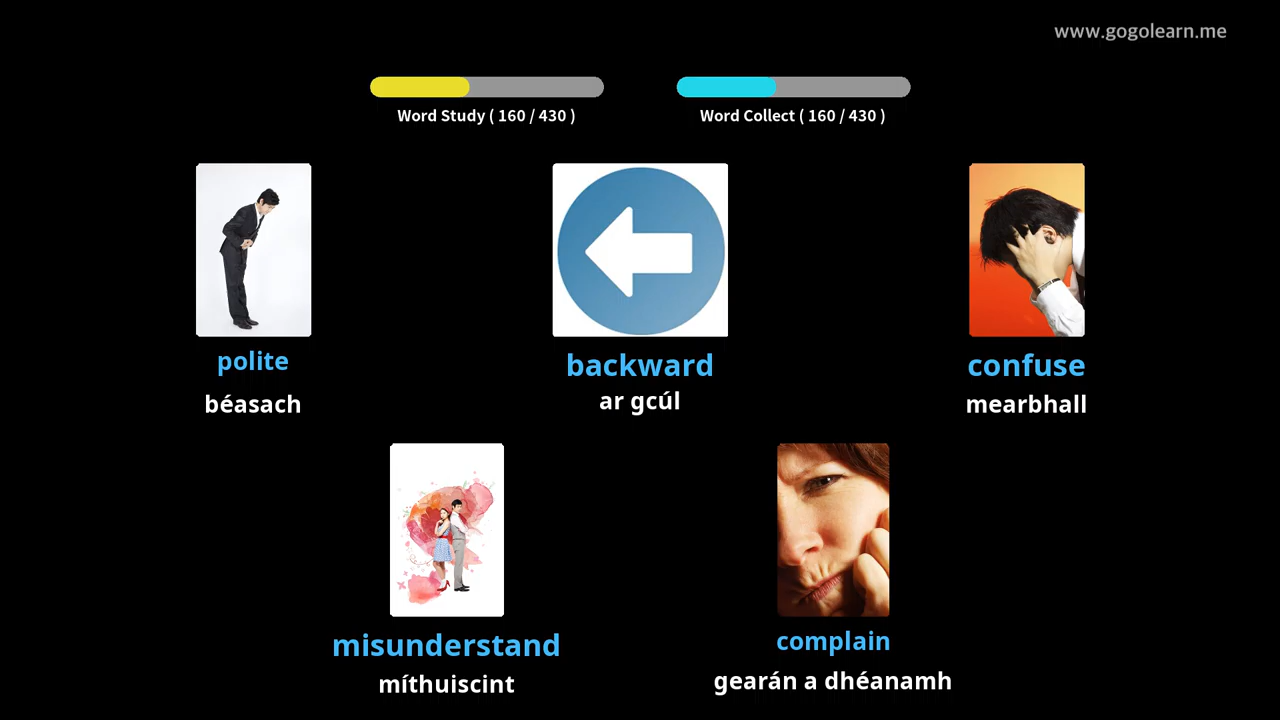 www.gogolearn.me
Word Study ( 160 / 430 )
Word Collect ( 160 / 430 )
polite
béasach
backward
ar gcúl
confuse
mearbhall
misunderstand
míthuiscint
complain
gearán a dhéanamh